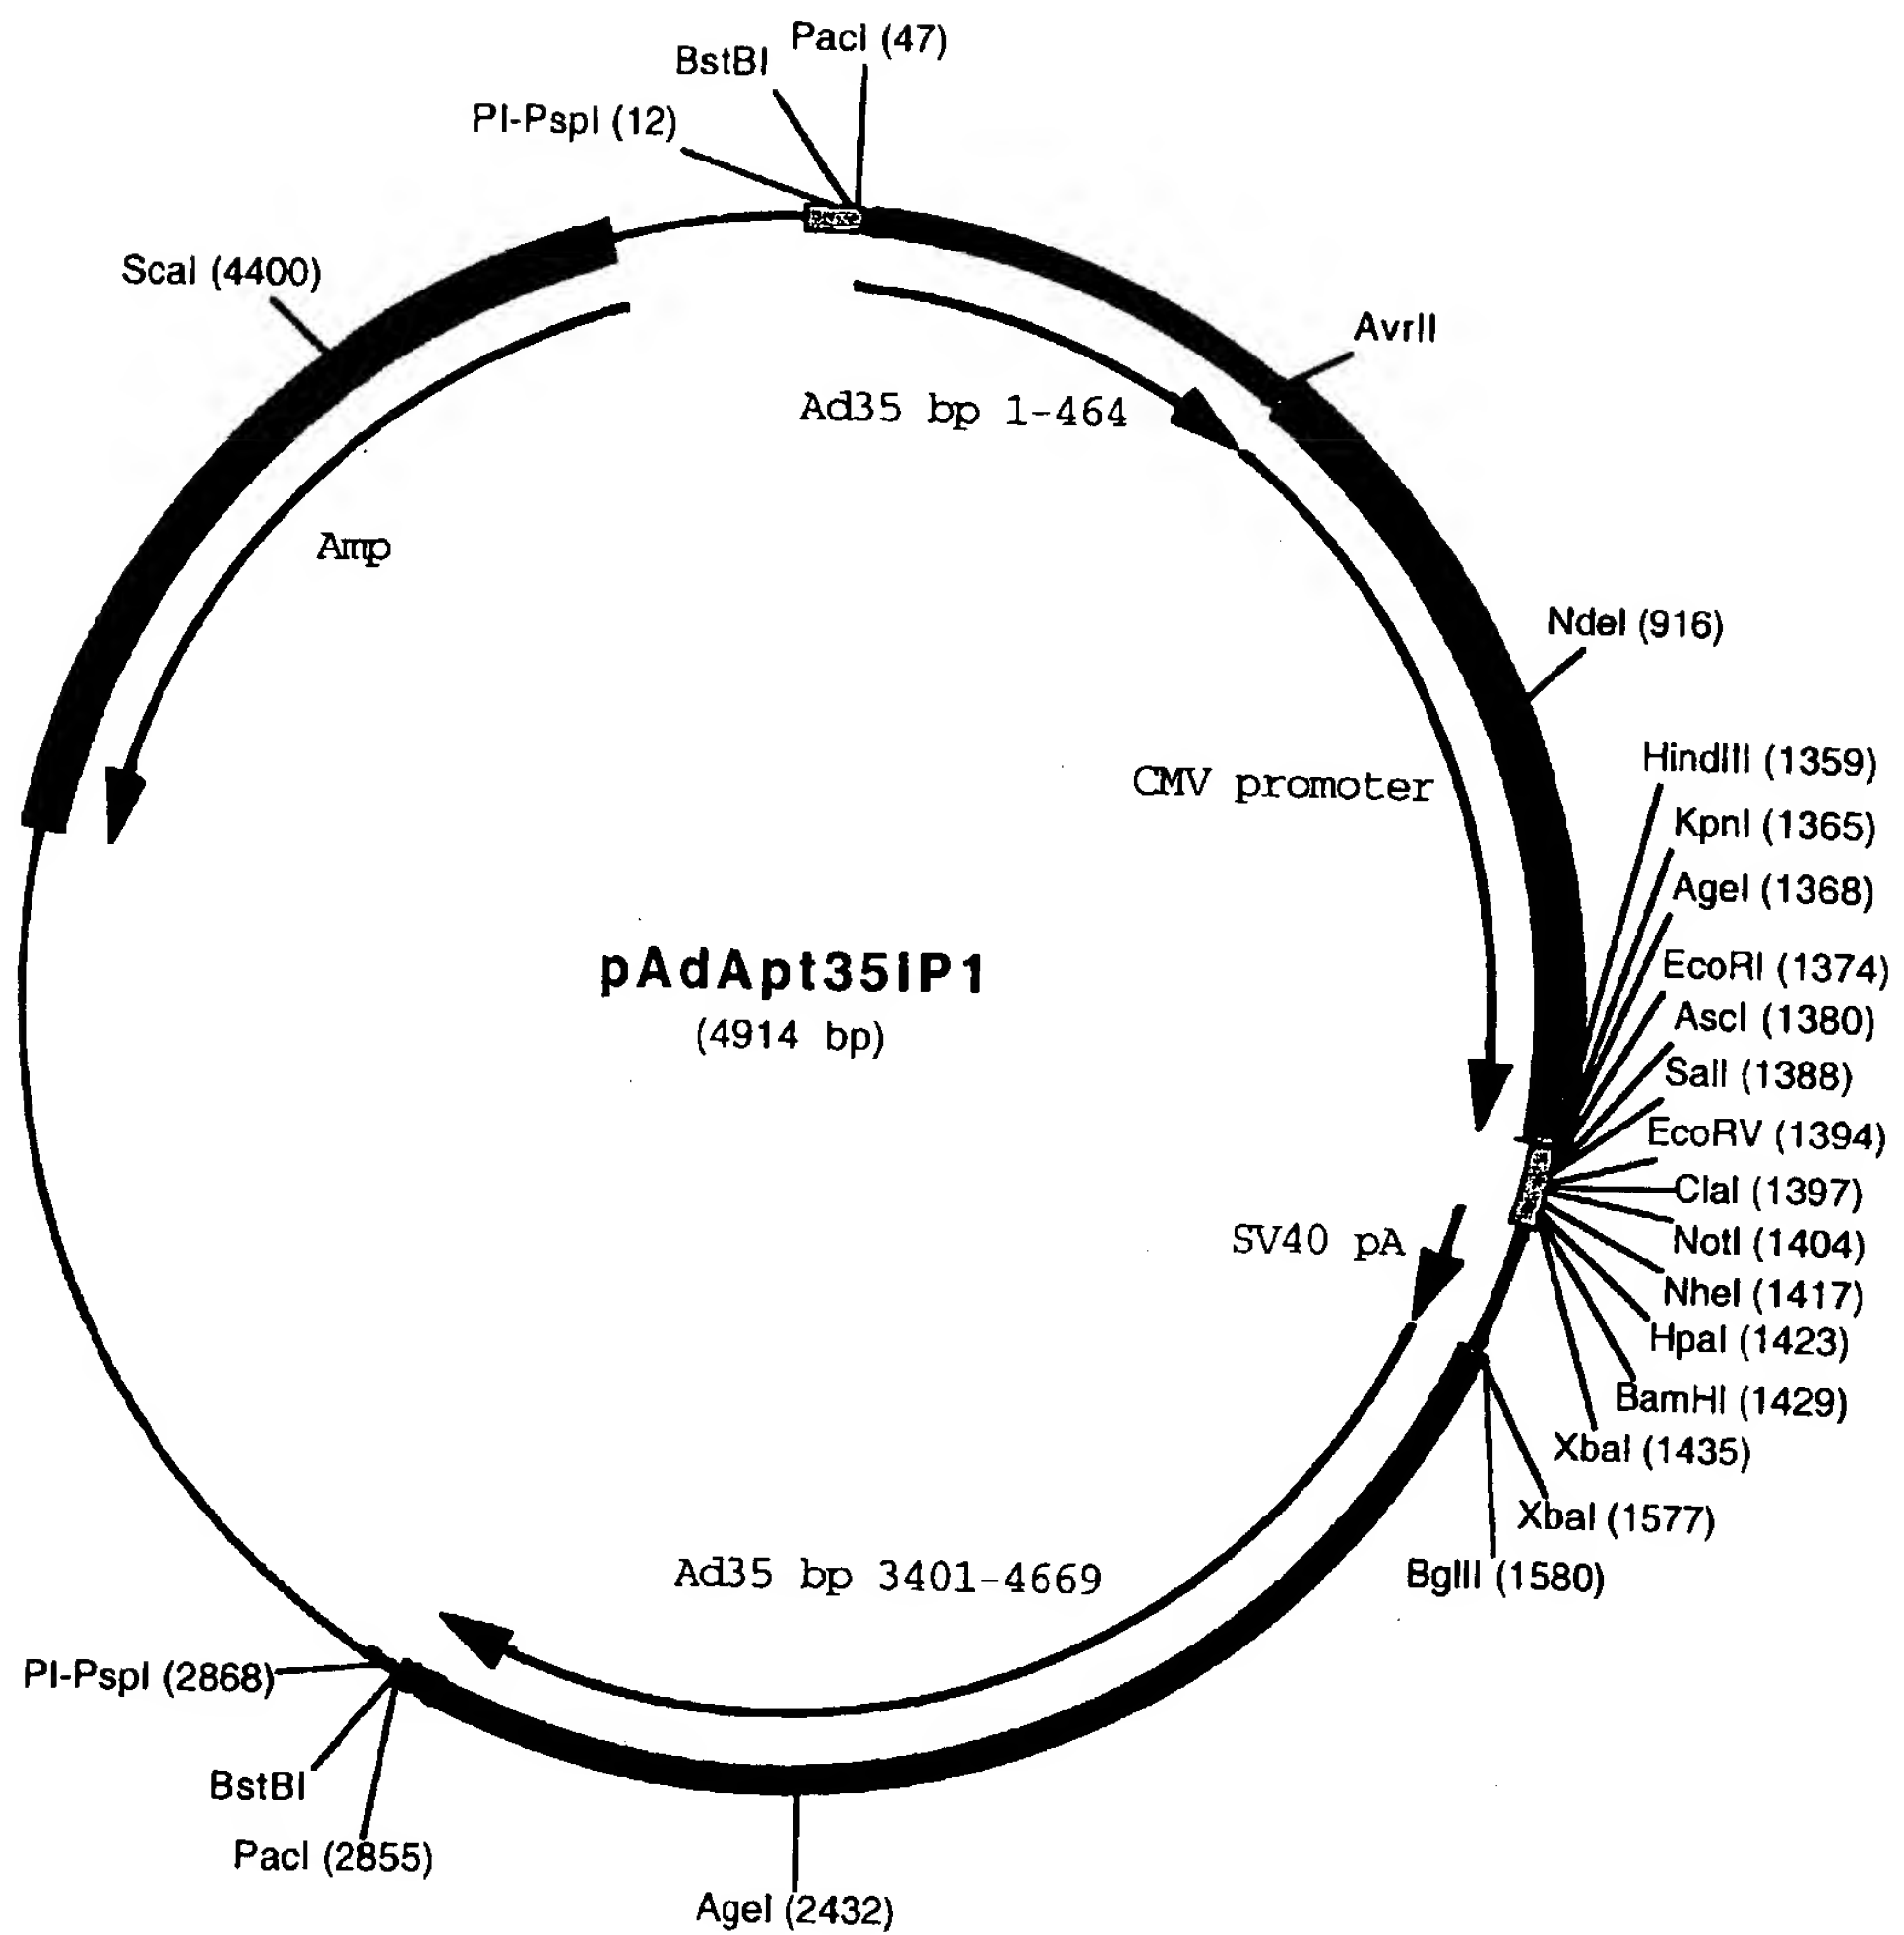 PacI (47)
BstBI
PI-PspI (12)
ScaI (4400)
AvrII
Ad35 bp 1-464
Amp
NdeI (916)
HindIII (1359)
CMV promoter
KpnI (1365)
AgeI (1368)
EcoRI (1374)
pAdApt35IP1
(4914 bp)
AscI (1380)
SalI (1388)
EcoRV (1394)
ClaI (1397)
SV40 pA
NotI (1404)
NheI (1417)
HpaI (1423)
BamHI (1429)
XbaI (1435)
XbaI (1577)
Ad35 bp 3401-4669
BglII (1580)
PI-PspI (2868)
BstBI
PacI (2855)
AgeI (2432)